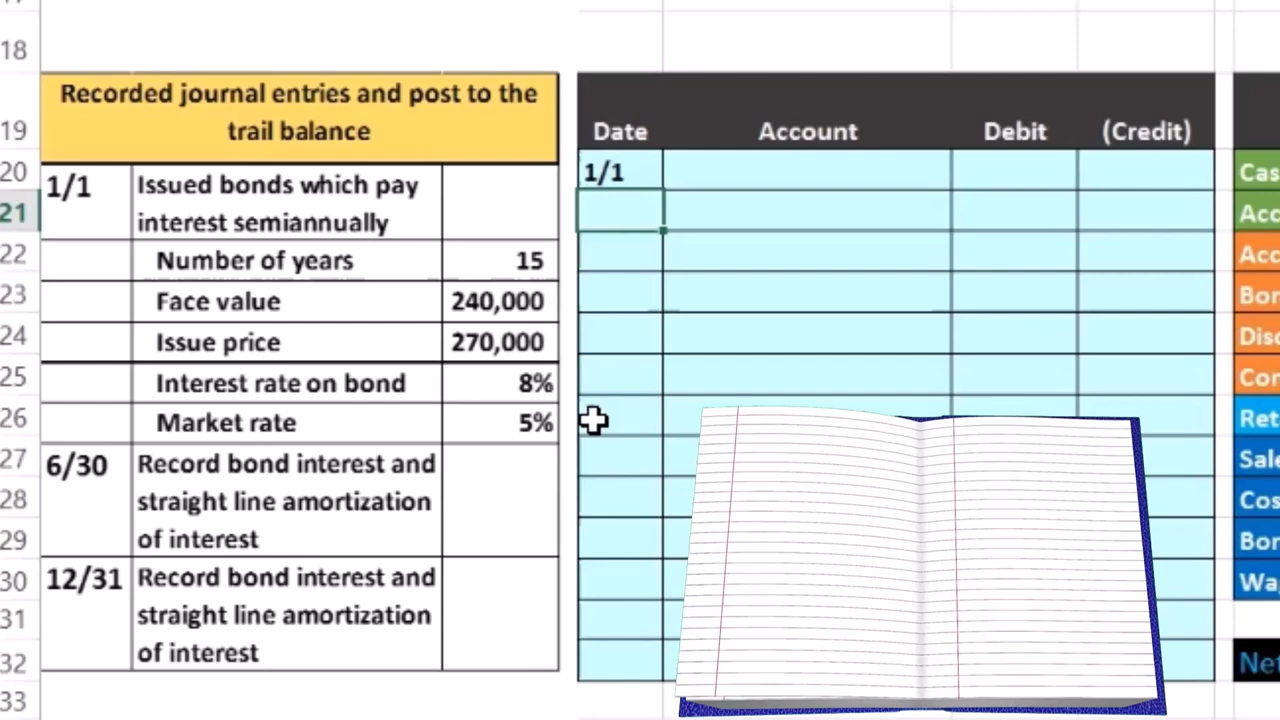 18
Recorded journal entries and post to the
trail balance
19
Date Account Debit (Credit)
20
1/1 Issued bonds which pay
interest semiannually
1/1
21
22
Number of years 15
23
Face value 240,000
24
Issue price 270,000
25
Interest rate on bond 8%
26
Market rate 5%
27
6/30 Record bond interest and
28
straight line amortization
29
of interest
30
12/31 Record bond interest and
31
straight line amortization
32
of interest
33